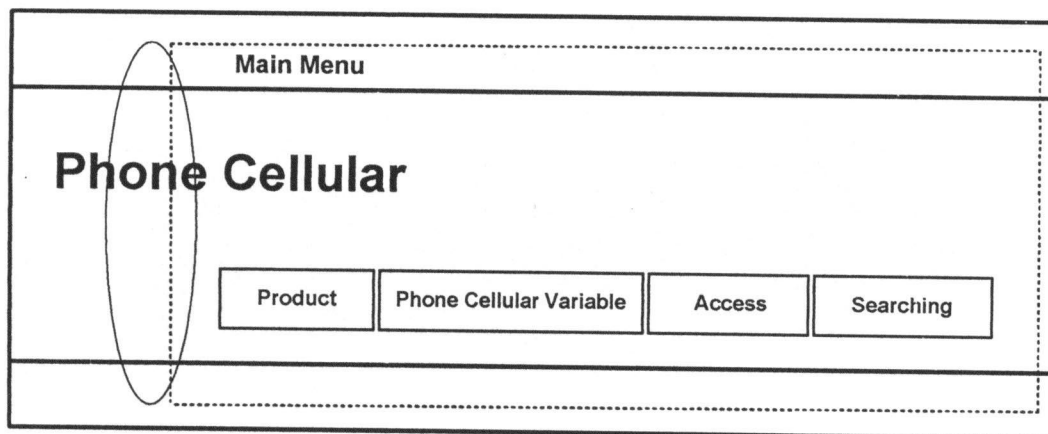 Main Menu
Phone Cellular
Product
Phone Cellular Variable
Access
Searching